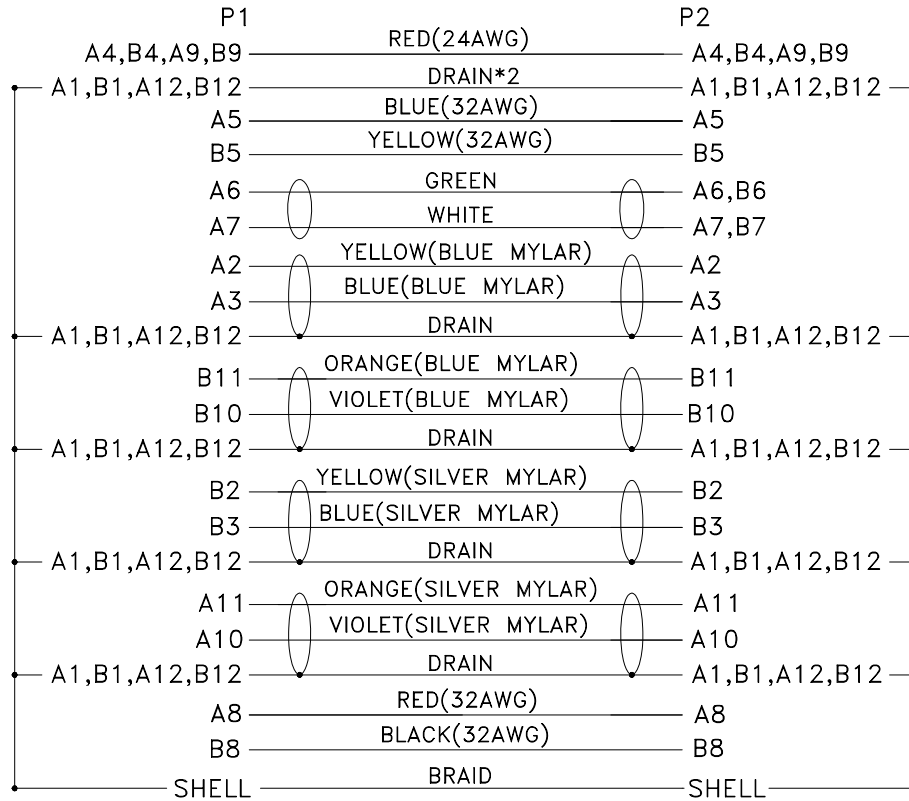 P1 P2
A4,B4,A9,B9 RED(24AWG) A4,B4,A9,B9
A1,B1,A12,B12 DRAIN*2 A1,B1,A12,B12
A5 BLUE(32AWG) A5
B5 YELLOW(32AWG) B5
A6 GREEN A6,B6
A7 WHITE A7,B7
A2 YELLOW(BLUE MYLAR) A2
A3 BLUE(BLUE MYLAR) A3
A1,B1,A12,B12 DRAIN A1,B1,A12,B12
B11 ORANGE(BLUE MYLAR) B11
B10 VIOLET(BLUE MYLAR) B10
A1,B1,A12,B12 DRAIN A1,B1,A12,B12
B2 YELLOW(SILVER MYLAR) B2
B3 BLUE(SILVER MYLAR) B3
A1,B1,A12,B12 DRAIN A1,B1,A12,B12
A11 ORANGE(SILVER MYLAR) A11
A10 VIOLET(SILVER MYLAR) A10
A1,B1,A12,B12 DRAIN A1,B1,A12,B12
A8 RED(32AWG) A8
B8 BLACK(32AWG) B8
SHELL BRAID SHELL